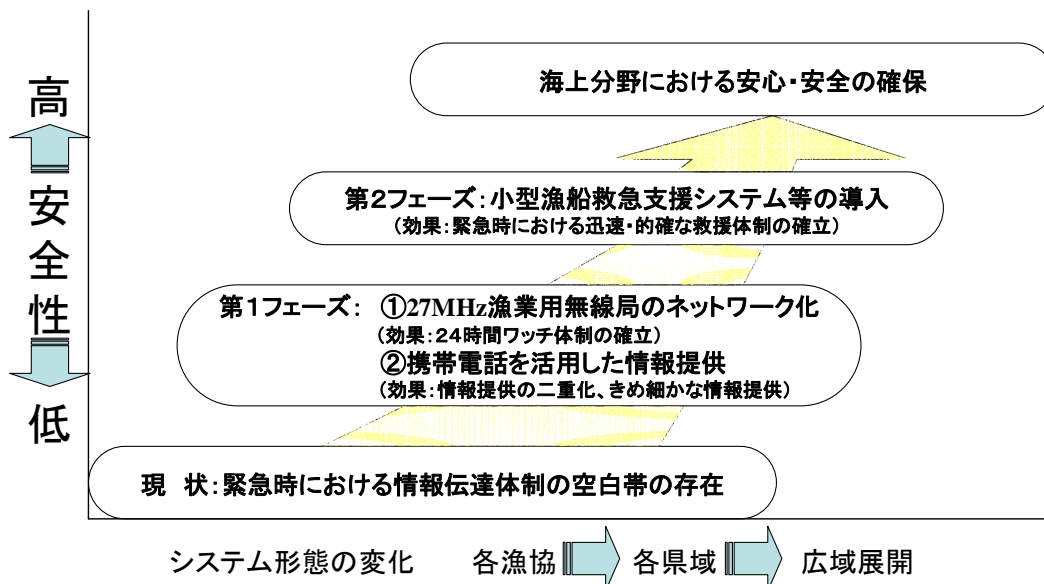 高
安
全
性
低
海上分野における安心・安全の確保
第2フェーズ：小型漁船救急支援システム等の導入
(効果：緊急時における迅速・的確な救援体制の確立)
第1フェーズ： ①27MHz漁業用無線局のネットワーク化
(効果：24時間ワッチ体制の確立)
②携帯電話を活用した情報提供
(効果：情報提供の二重化、きめ細かな情報提供)
現 状：緊急時における情報伝達体制の空白帯の存在
システム形態の変化 各漁協 各県域 広域展開